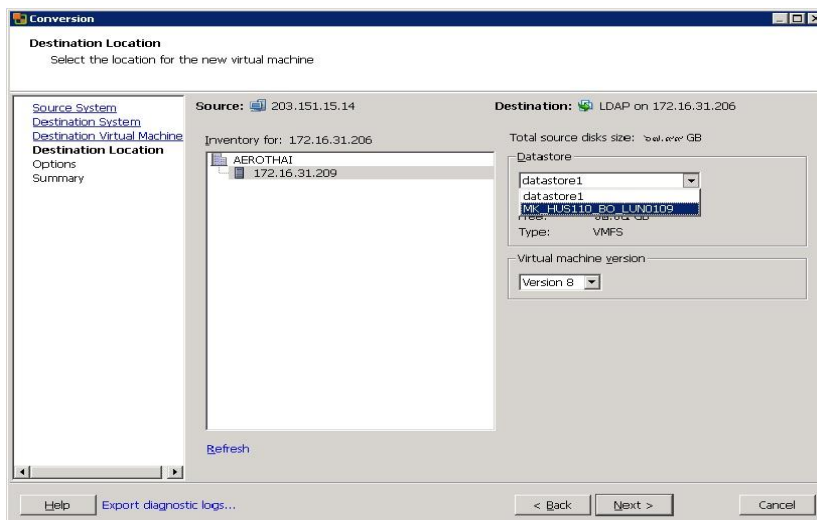 Conversion
Destination Location
Select the location for the new virtual machine
Source System
Destination System
Destination Virtual Machine
Destination Location
Options
Summary
Source: 203.151.15.14
Destination: LDAP on 172.16.31.206
Inventory for: 172.16.31.206
AEROTHAI
172.16.31.209
Refresh
Total source disks size: GB
Datastore
datastore1
datastore1
MK_HUS110_BO_LUN0109
Free: GB
Type: VMFS
Virtual machine version
Version 8
Help
Export diagnostic logs...
< Back
Next >
Cancel